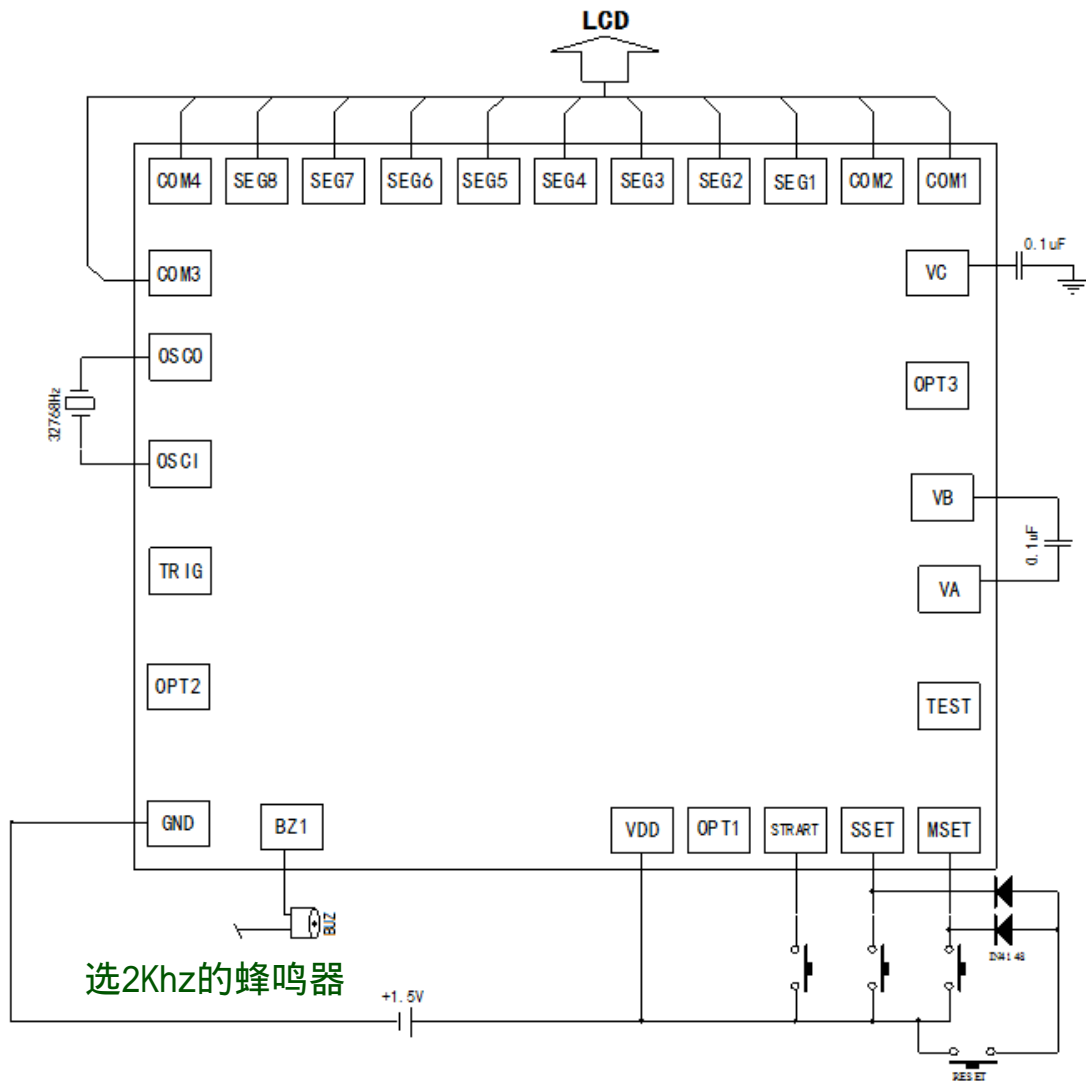 LCD
COM4 SEG8 SEG7 SEG6 SEG5 SEG4 SEG3 SEG2 SEG1 COM2 COM1
0.1uF
COM3
VC
OSCO
OPT3
32768Hz
OSCI
VB
0.1uF
TRIG
VA
OPT2
TEST
GND
BZ1
VDD OPT1 STRART SSET MSET
BUZ
IN4148
选2Khz的蜂鸣器
+1.5V
RESET